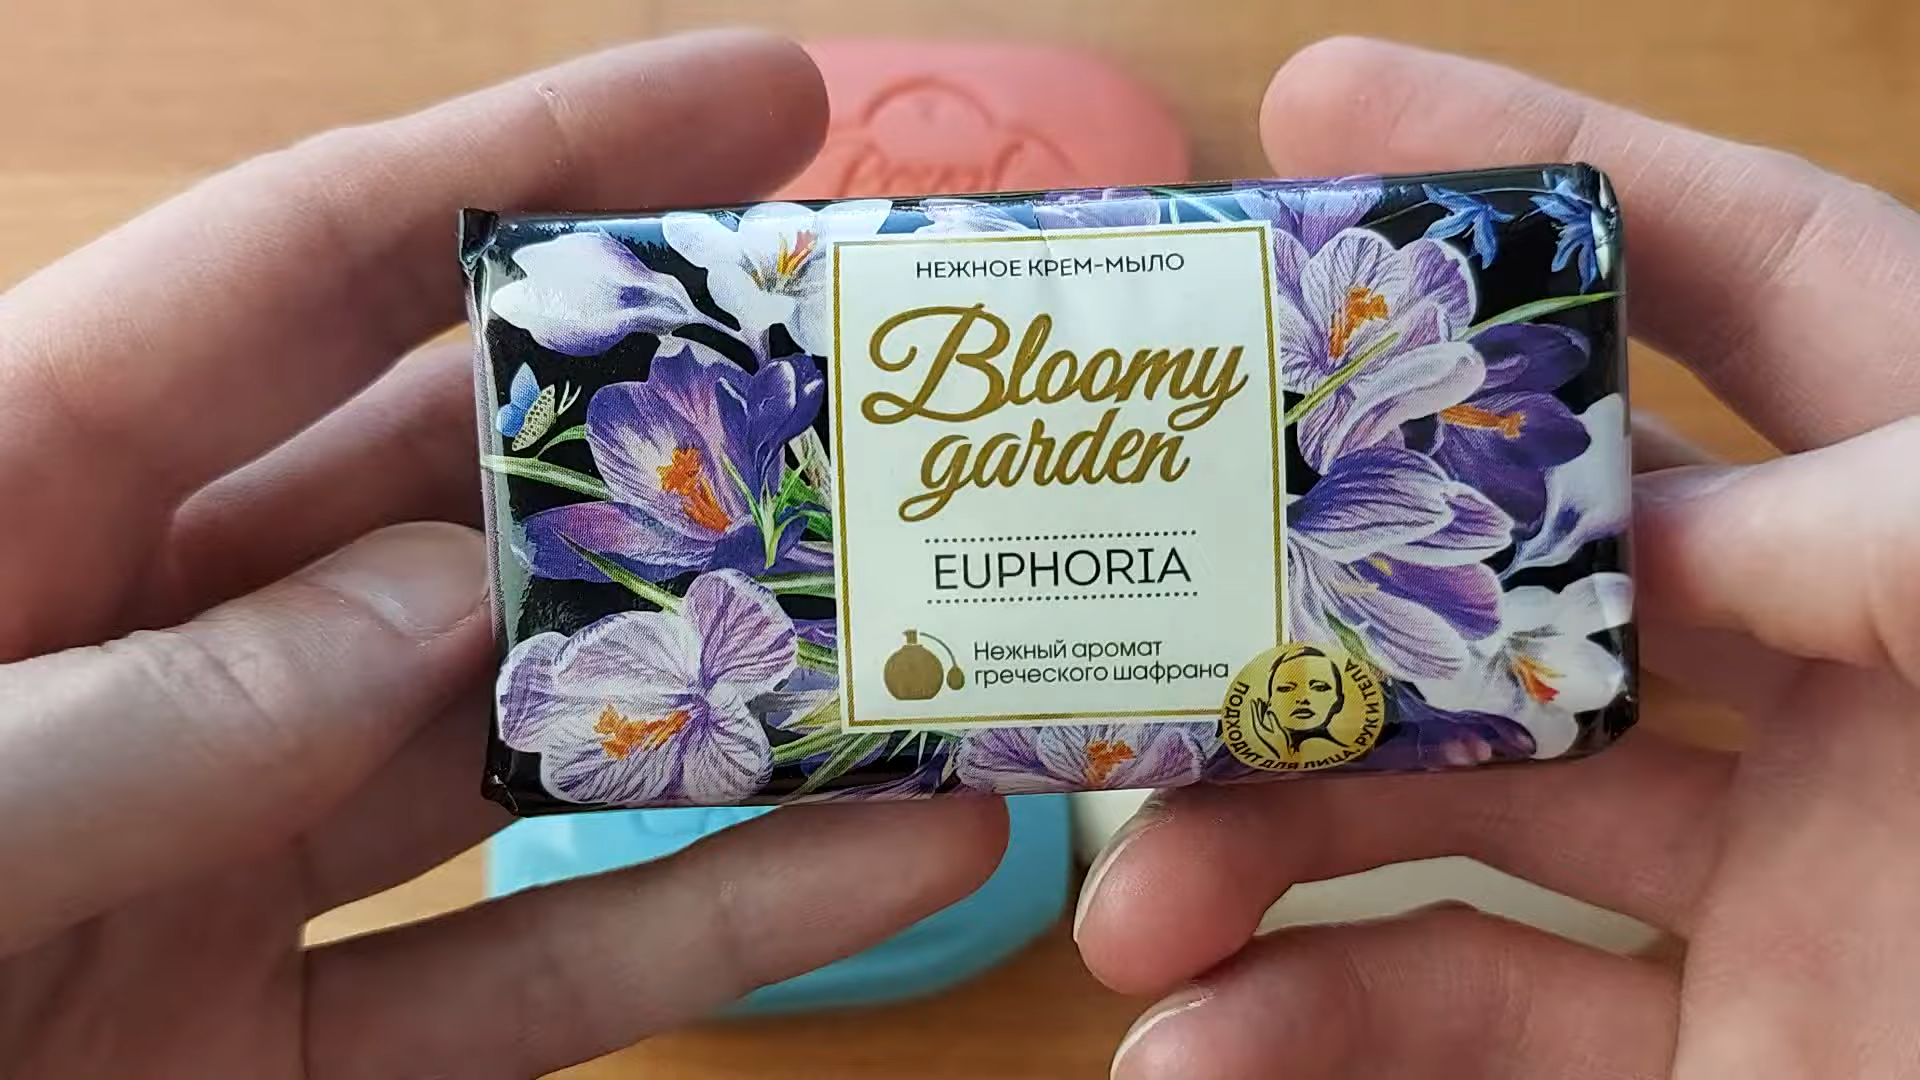 НЕЖНОЕ КРЕМ-МЫЛО
Bloomy
garden
EUPHORIA
Нежный аромат
греческого шафрана
ПОДХОДИТ ДЛЯ ЛИЦА, РУК И ТЕЛА